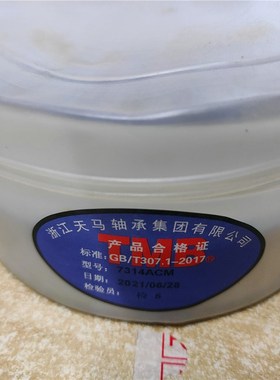 浙江天马轴承集团有限公司
TMB
产品合格证
标准: GB/T307.1-2017
型号: 7314ACM
日期: 2021/06/28
检验员: